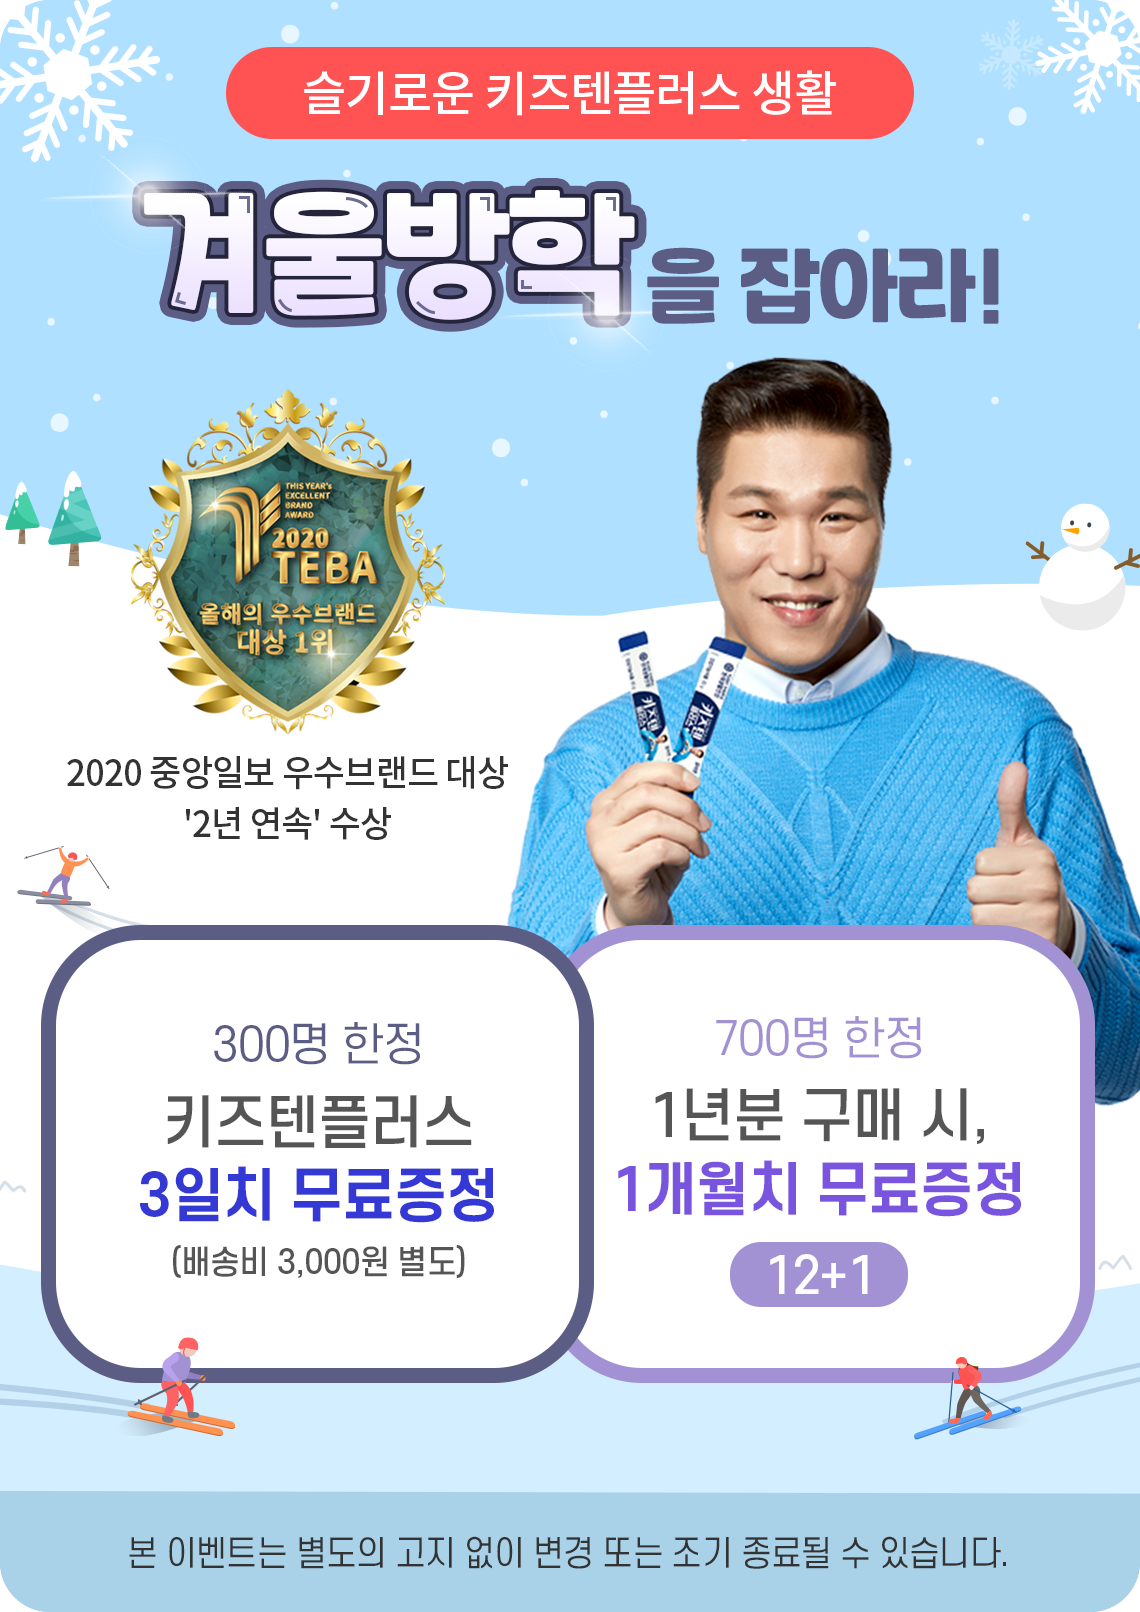 슬기로운 키즈텐플러스 생활
겨울방학을 잡아라!
THIS YEAR's
EXCELLENT
BRAND
AWARD
2020
TEBA
올해의 우수브랜드
대상 1위
키즈텐
키즈텐
2020 중앙일보 우수브랜드 대상
'2년 연속' 수상
300명 한정
키즈텐플러스
3일치 무료증정
(배송비 3,000원 별도)
700명 한정
1년분 구매 시,
1개월치 무료증정
12+1
본 이벤트는 별도의 고지 없이 변경 또는 조기 종료될 수 있습니다.